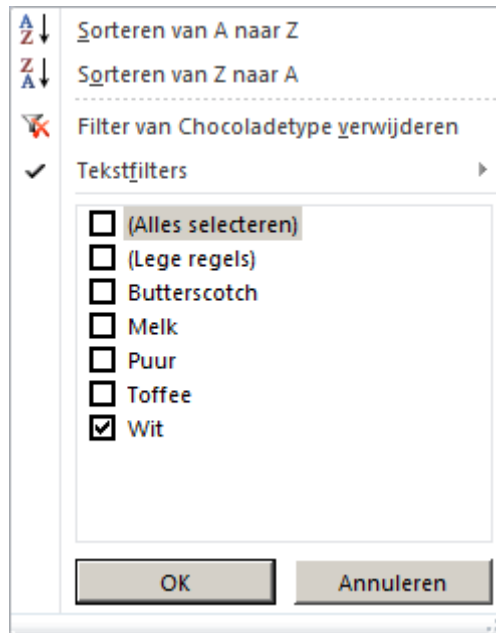 Sorteren van A naar Z
Sorteren van Z naar A
Filter van Chocoladetype verwijderen
Tekstfilters
(Alles selecteren)
(Lege regels)
Butterscotch
Melk
Puur
Toffee
Wit
OK Annuleren